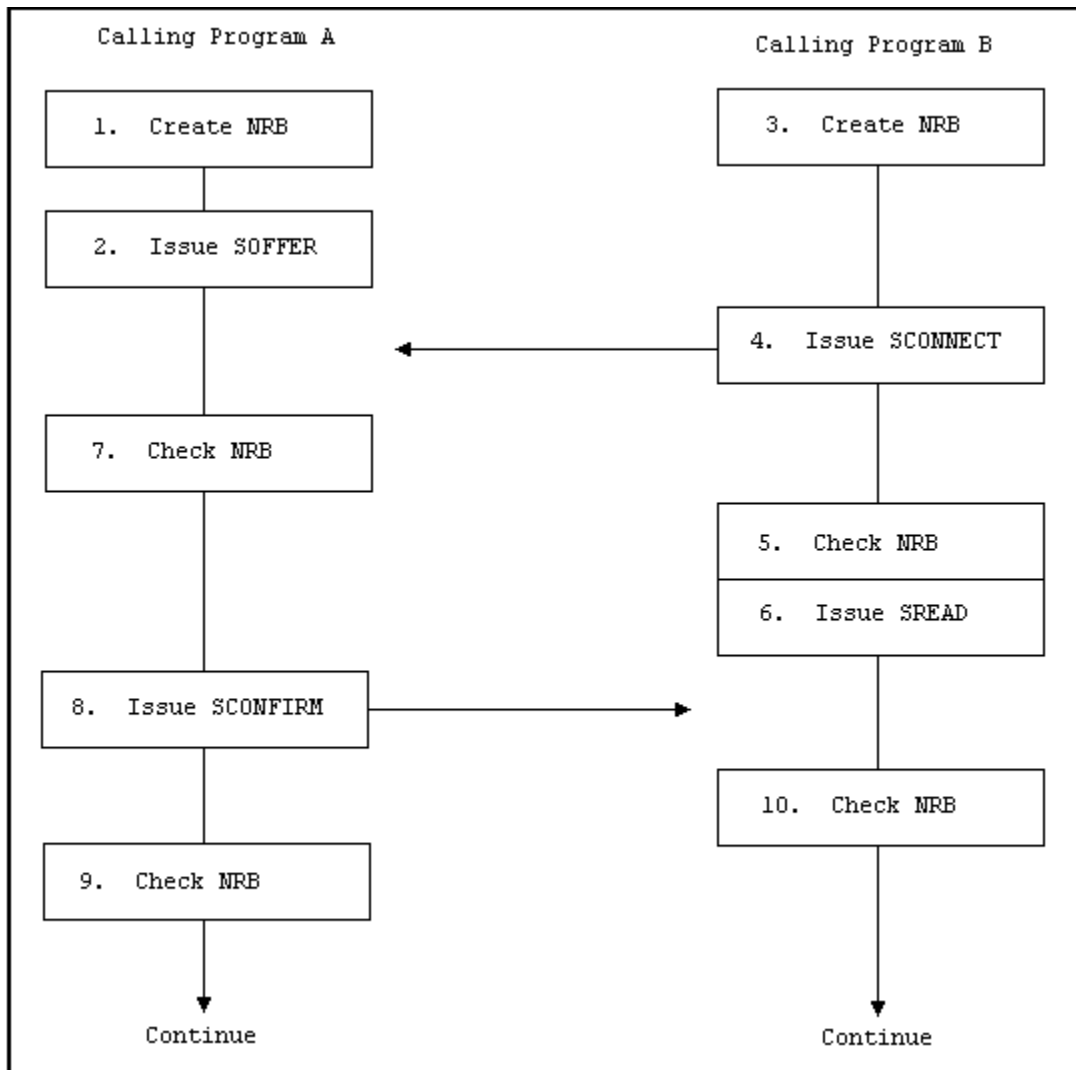 Calling Program A
Calling Program B
1. Create NRB
3. Create NRB
2. Issue SOFFER
4. Issue SCONNECT
7. Check NRB
5. Check NRB
6. Issue SREAD
8. Issue SCONFIRM
10. Check NRB
9. Check NRB
Continue
Continue